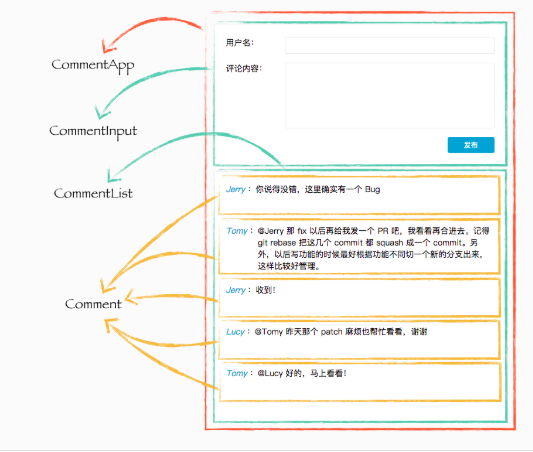 用户名：
CommentApp
评论内容：
CommentInput
发布
CommentList
Jerry： 你说得没错，这里确实有一个 Bug
Tomy： @Jerry 那 fix 以后再给我发一个 PR 吧，我看看再合进去。记得
git rebase 把这几个 commit 都 squash 成一个 commit。另
外，以后写功能的时候最好根据功能不同切一个新的分支出来，
这样比较好管理。
Jerry： 收到！
Comment
Lucy： @Tomy 昨天那个 patch 麻烦也帮忙看看，谢谢
Tomy： @Lucy 好的，马上看看！